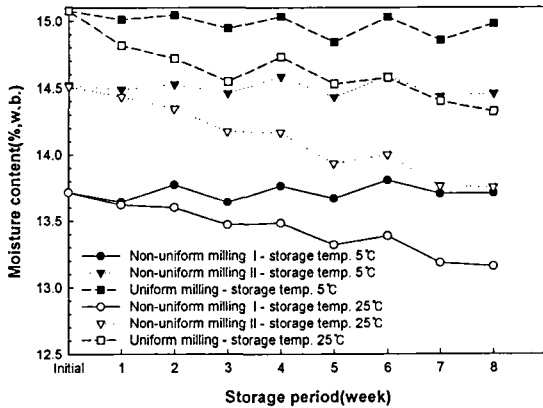 Moisture content(%,w.b.)
15.0
14.5
14.0
13.5
13.0
12.5
Non-uniform milling I - storage temp. 5℃
Non-uniform milling II - storage temp. 5℃
Uniform milling - storage temp. 5℃
Non-uniform milling I - storage temp. 25℃
Non-uniform milling II - storage temp. 25℃
Uniform milling - storage temp. 25℃
Initial 1 2 3 4 5 6 7 8
Storage period(week)